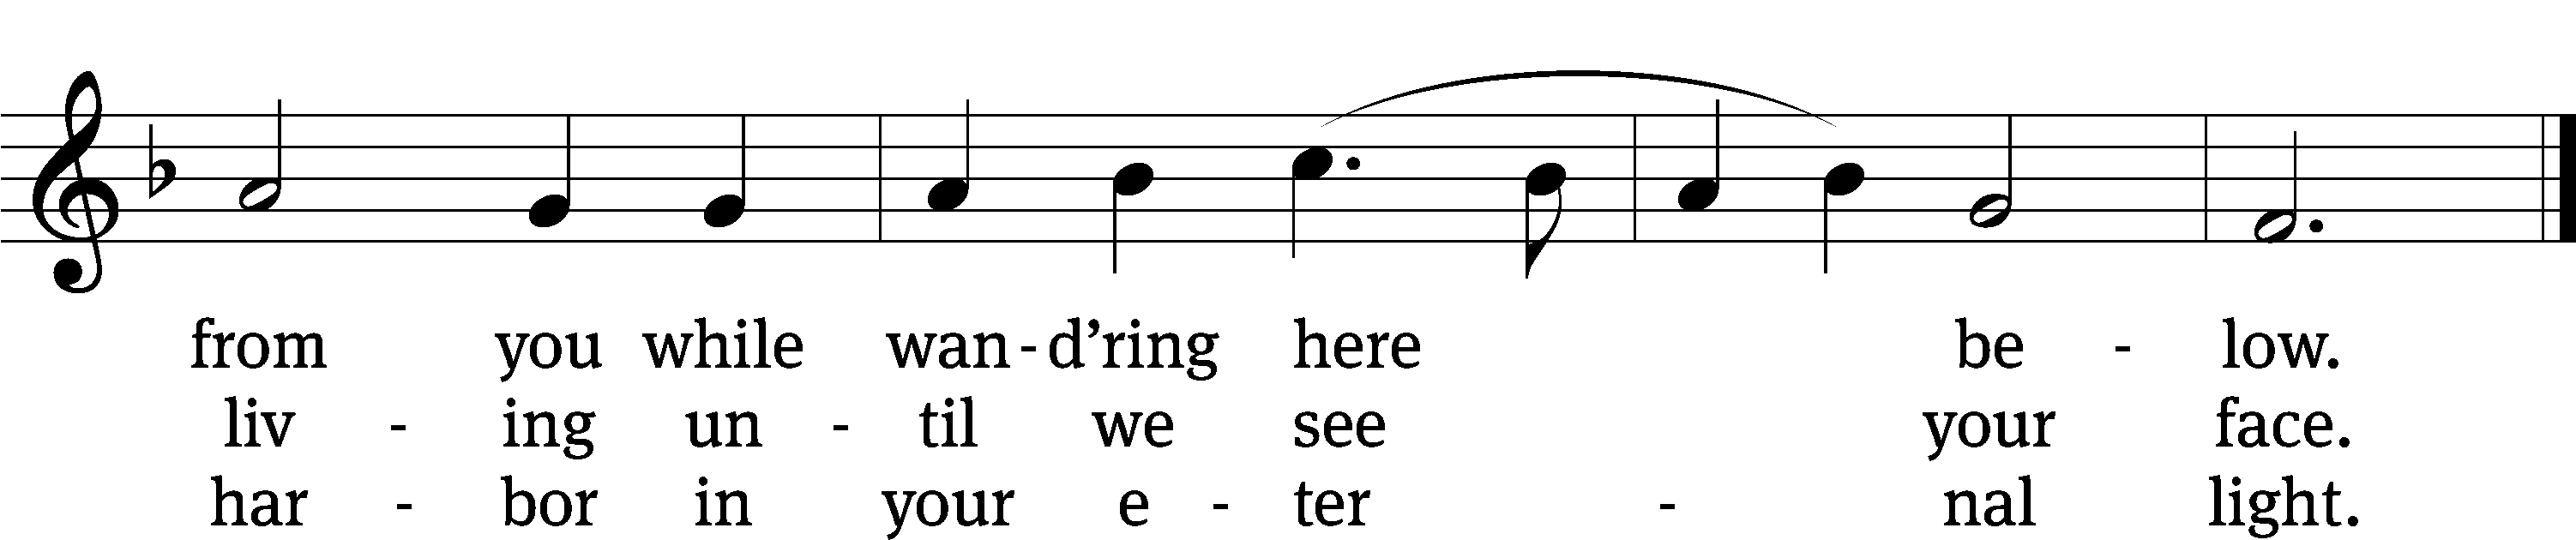 from you while wan - d’ring here be - low.
liv - ing un - til we see your face.
har - bor in your e - ter - nal light.